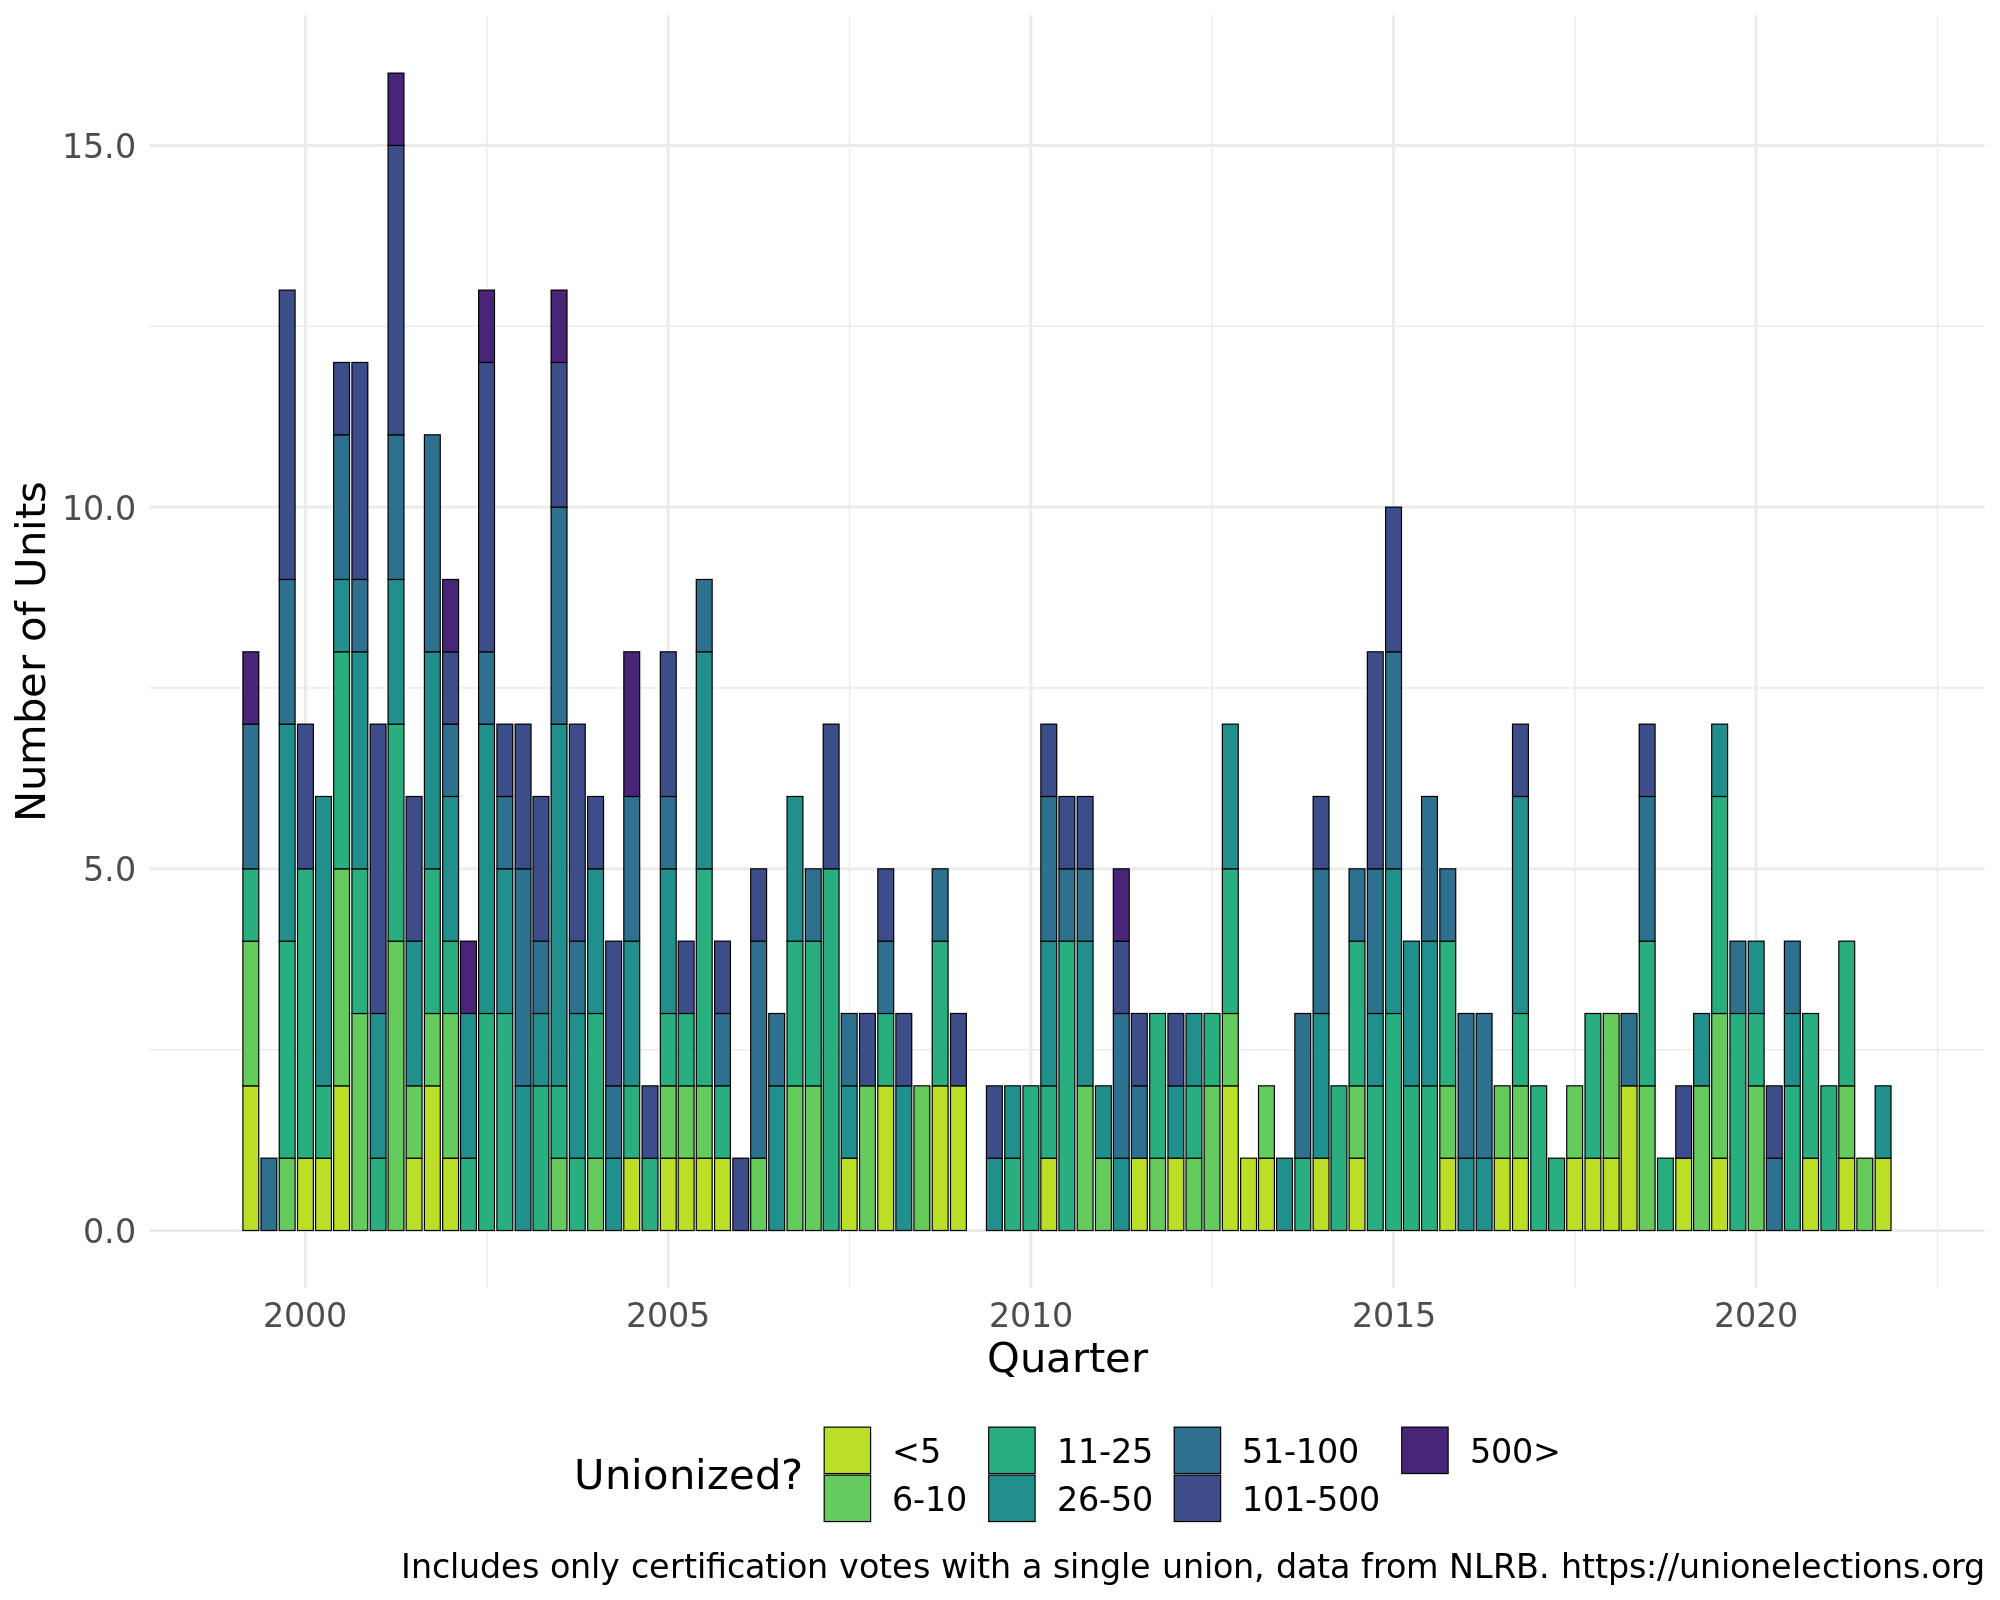 15.0
10.0
5.0
0.0
Number of Units
2000 2005 2010 2015 2020
Quarter
Unionized?
<5 11-25 51-100 500>
6-10 26-50 101-500
Includes only certification votes with a single union, data from NLRB. https://unionelections.org